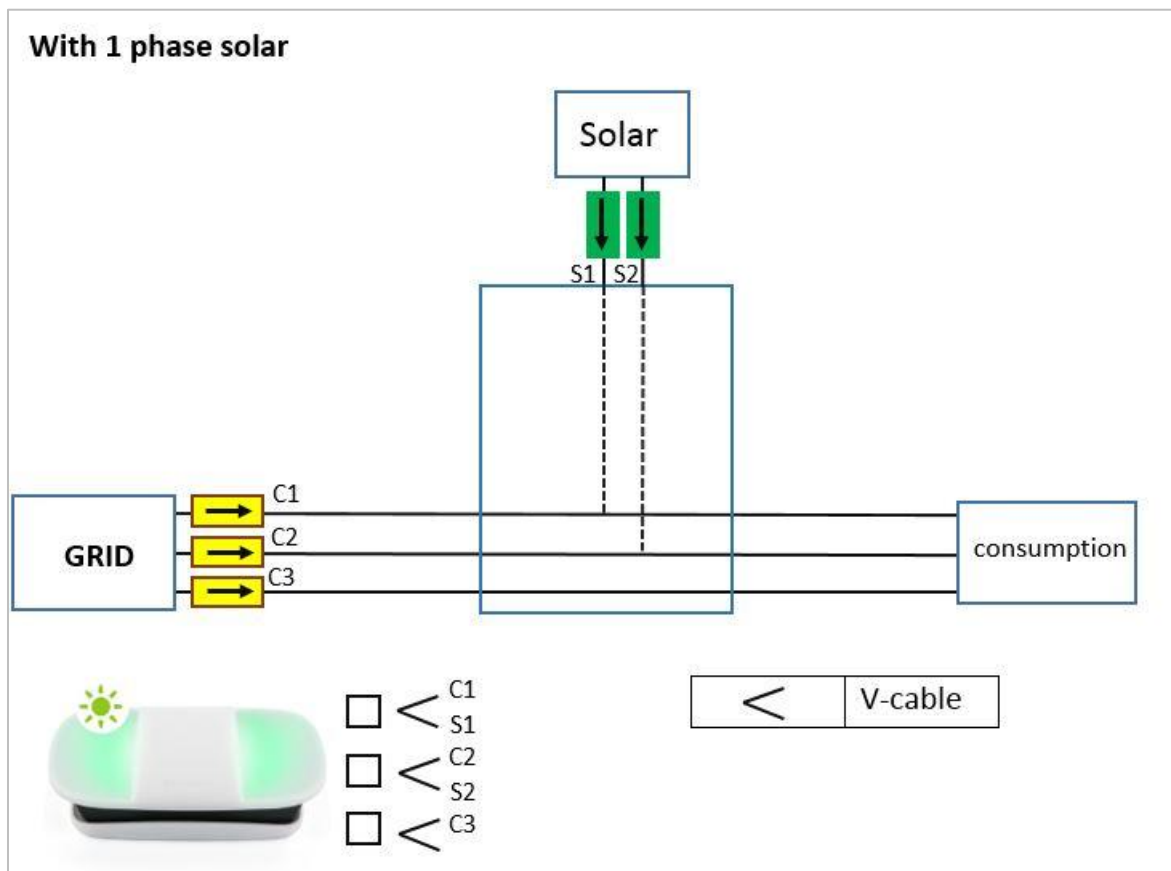 With 1 phase solar
Solar
S1 S2
C1
C2
C3
GRID
consumption
C1
S1
C2
S2
C3
V-cable